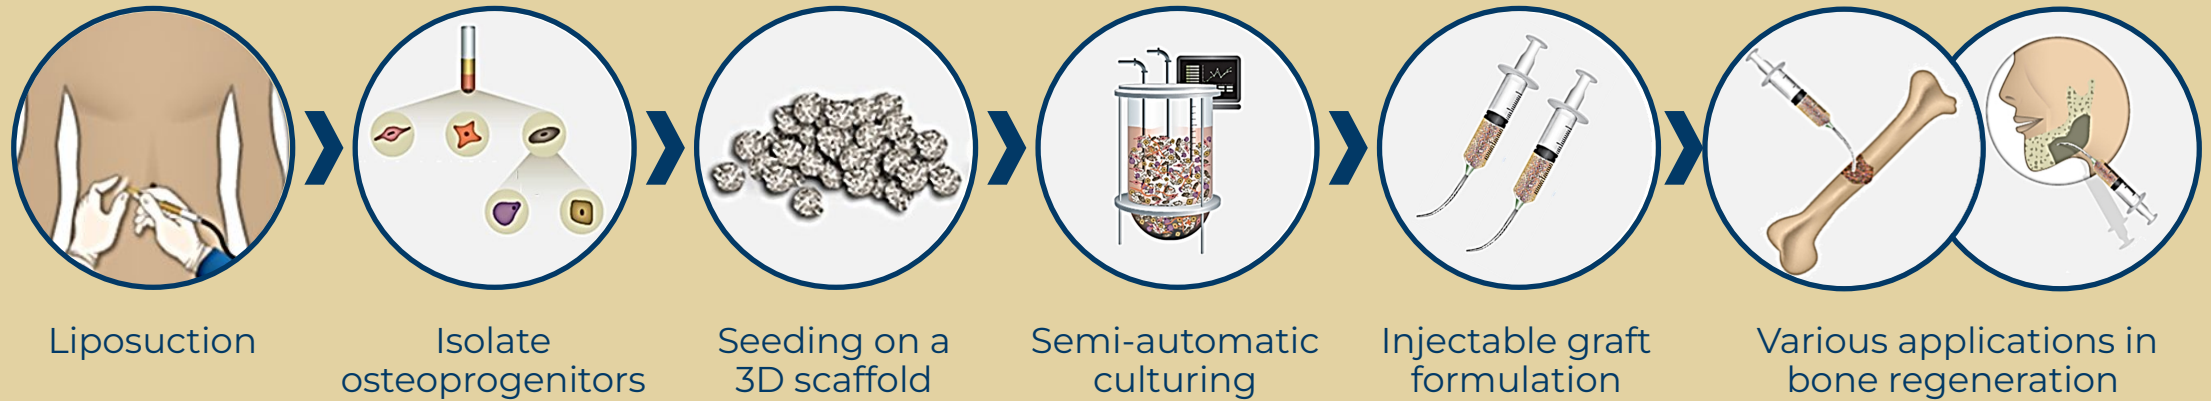 Liposuction
Isolate
osteoprogenitors
Seeding on a
3D scaffold
Semi-automatic
culturing
Injectable graft
formulation
Various applications in
bone regeneration